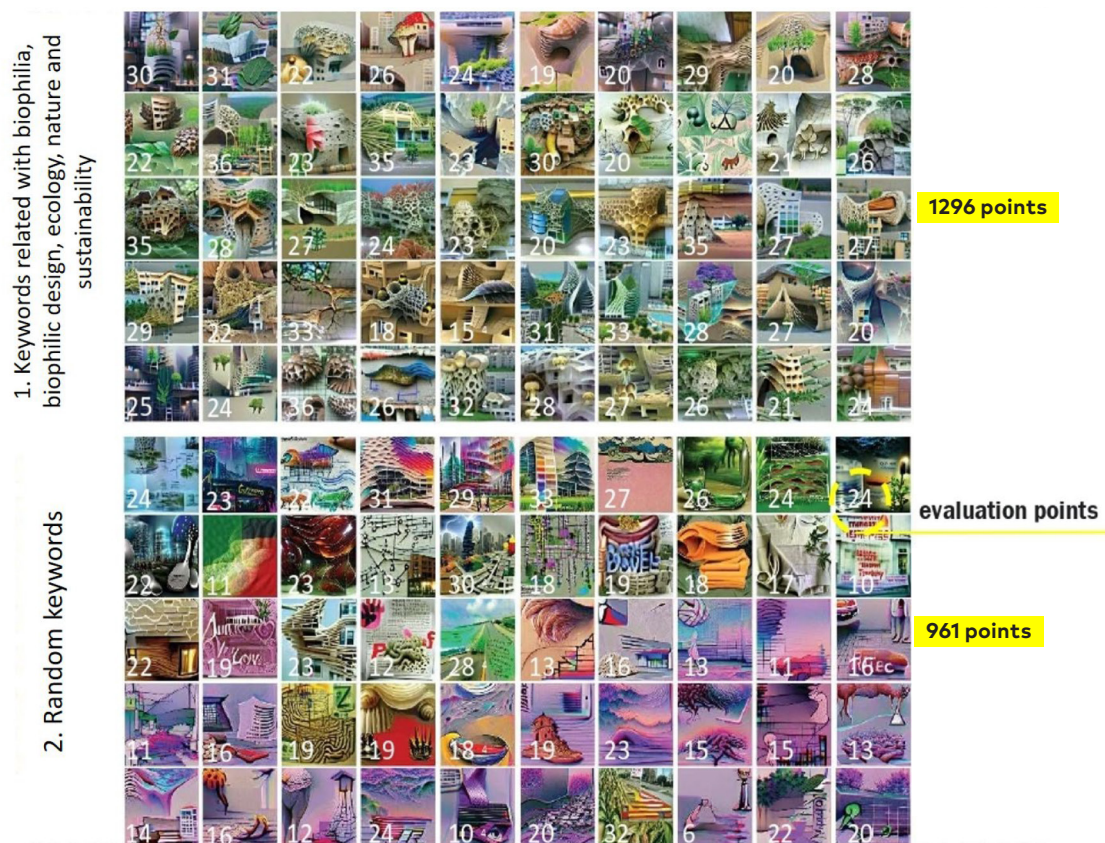 1. Keywords related with biophilia,
biophilic design, ecology, nature and
sustainability
30 31 22 26 24 19 20 29 20 28
22 36 23 35 23 30 20 17 21 26
35 28 27 24 23 20 23 35 27 27
29 22 33 18 15 31 33 28 27 20
25 24 36 26 32 28 27 26 21 24
1296 points
2. Random keywords
24 23 22 31 29 33 27 26 24 24
evaluation points
22 11 23 13 30 18 19 18 17 10
22 19 23 12 28 13 16 13 11 16
961 points
11 16 19 19 18 19 23 15 15 13
14 16 12 24 10 20 32 6 22 20